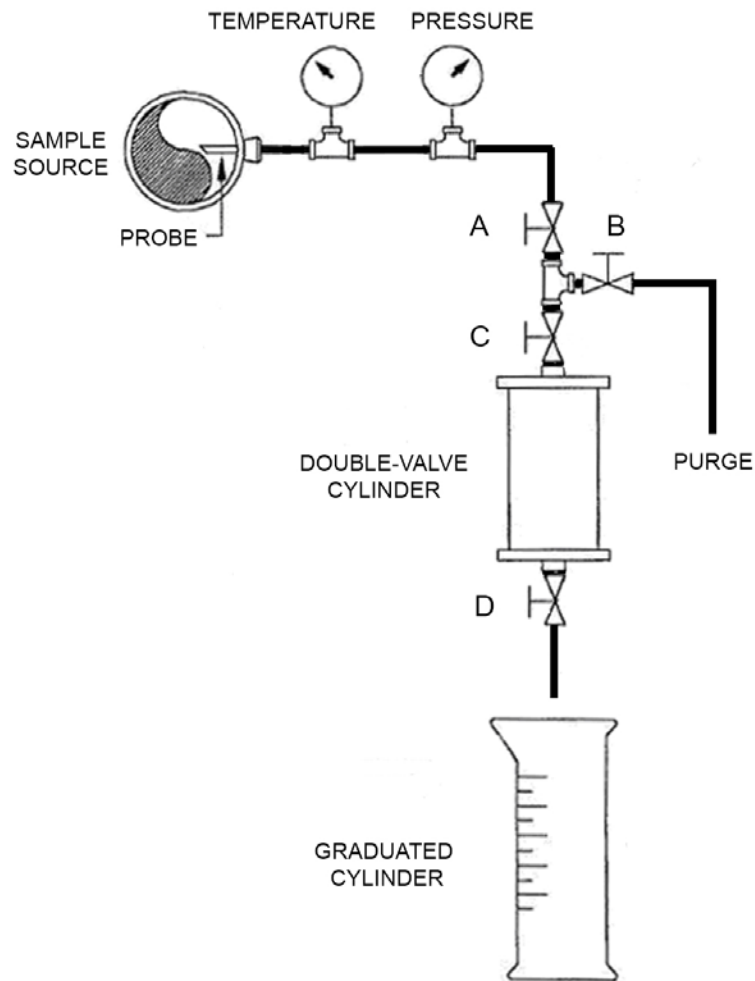 TEMPERATURE
PRESSURE
SAMPLE
SOURCE
PROBE
A
B
C
DOUBLE-VALVE
CYLINDER
PURGE
D
GRADUATED
CYLINDER